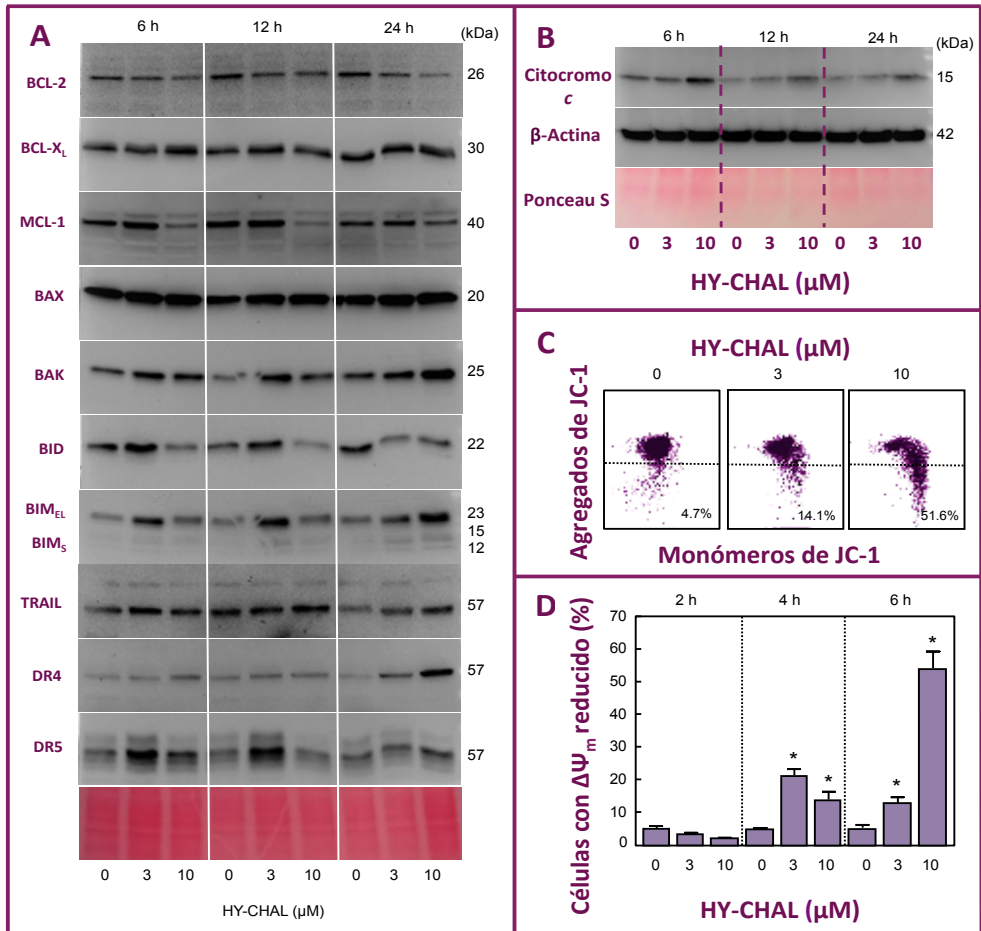 A
6 h 12 h 24 h (kDa)
BCL-2 26
BCL-XL 30
MCL-1 40
BAX 20
BAK 25
BID 22
BIMEL 23
15
BIMS 12
TRAIL 57
DR4 57
DR5 57
0 3 10 0 3 10 0 3 10
HY-CHAL (µM)
B
6 h 12 h 24 h (kDa)
Citocromo 15
c
β-Actina 42
Ponceau S
0 3 10 0 3 10 0 3 10
HY-CHAL (µM)
C
HY-CHAL (µM)
0 3 10
Agregados de JC-1
4.7% 14.1% 51.6%
Monómeros de JC-1
D
2 h 4 h 6 h
Células con ΔΨm reducido (%)
70
60
50
40
30
20
10
0
* * * *
0 3 10 0 3 10 0 3 10
HY-CHAL (µM)